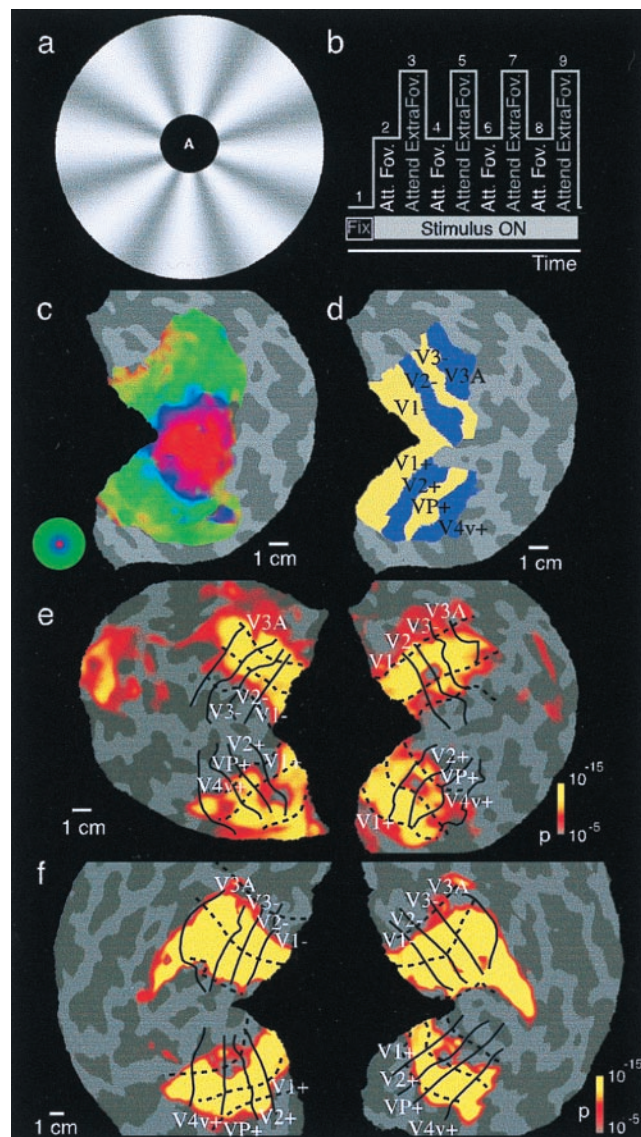 a
A
b
1
2
Att. Fov.
3
Attend ExtraFov.
4
Att. Fov.
5
Attend ExtraFov.
6
Att. Fov.
7
Attend ExtraFov.
8
Att. Fov.
9
Attend ExtraFov.
Fix
Stimulus ON
Time
c
1 cm
d
V3-
V2-
V3A
V1-
V1+
V2+
VP+
V4v+
1 cm
e
V3A
V2-
V3-
V1-
V2+
V1+
VP+
V4v+
1 cm
V3A
V3-
V2-
V1-
V2+
VP+
V4v+
V1+
10-15
p
10-5
f
V3A
V3-
V2-
V1-
V1+
V4v+
V2+
VP+
1 cm
V3A
V3-
V2-
V1-
V1+
V2+
VP+
V4v+
10-15
p
10-5